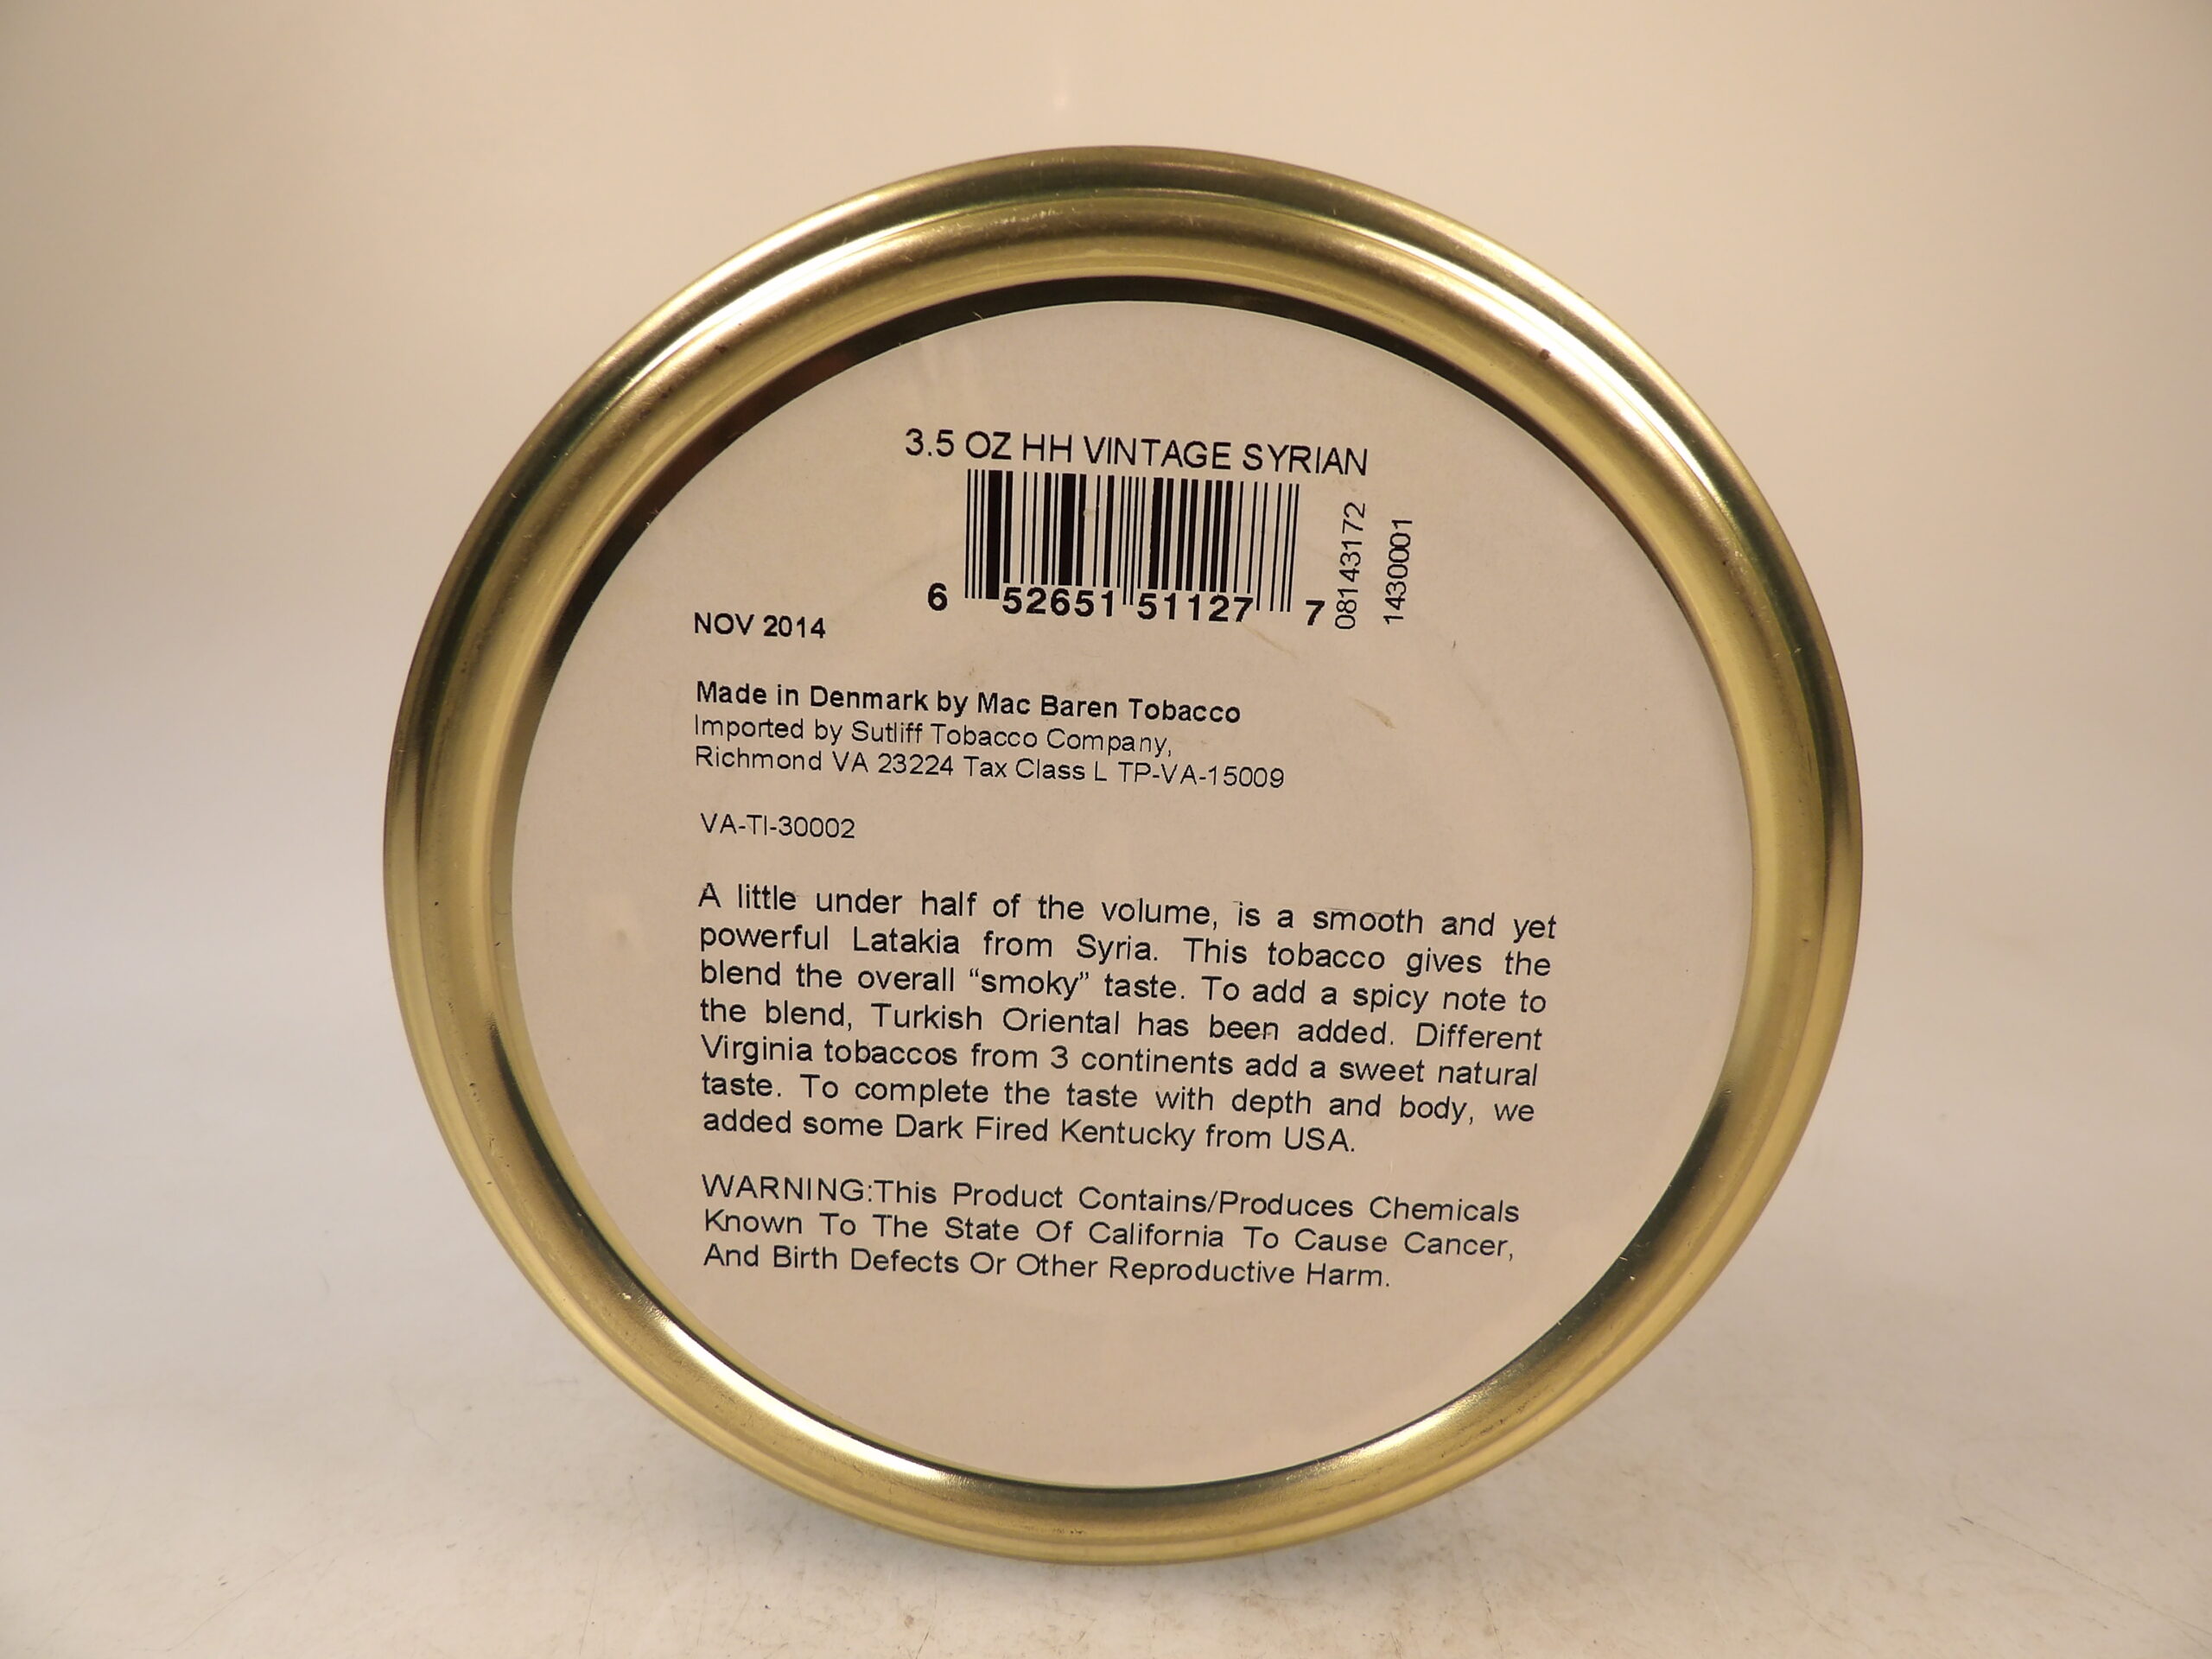 3.5 OZ HH VINTAGE SYRIAN
6 52651 51127 7
08143172
1430001
NOV 2014
Made in Denmark by Mac Baren Tobacco
Imported by Sutliff Tobacco Company,
Richmond VA 23224 Tax Class L TP-VA-15009
VA-TI-30002
A little under half of the volume, is a smooth and yet
powerful Latakia from Syria. This tobacco gives the
blend the overall “smoky” taste. To add a spicy note to
the blend, Turkish Oriental has been added. Different
Virginia tobaccos from 3 continents add a sweet natural
taste. To complete the taste with depth and body, we
added some Dark Fired Kentucky from USA.
WARNING:This Product Contains/Produces Chemicals
Known To The State Of California To Cause Cancer,
And Birth Defects Or Other Reproductive Harm.